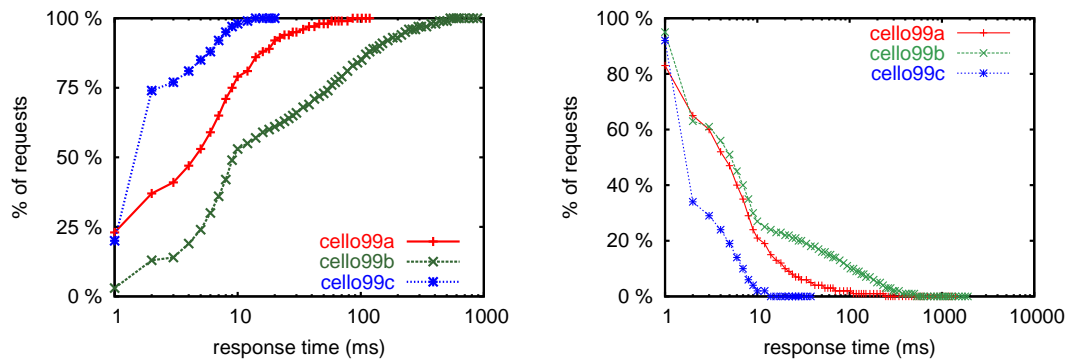 100 %
75 %
50 %
25 %
0 %
% of requests
1
10
100
1000
response time (ms)
cello99a
cello99b
cello99c
100 %
80 %
60 %
40 %
20 %
0 %
% of requests
1
10
100
1000
10000
response time (ms)
cello99a
cello99b
cello99c